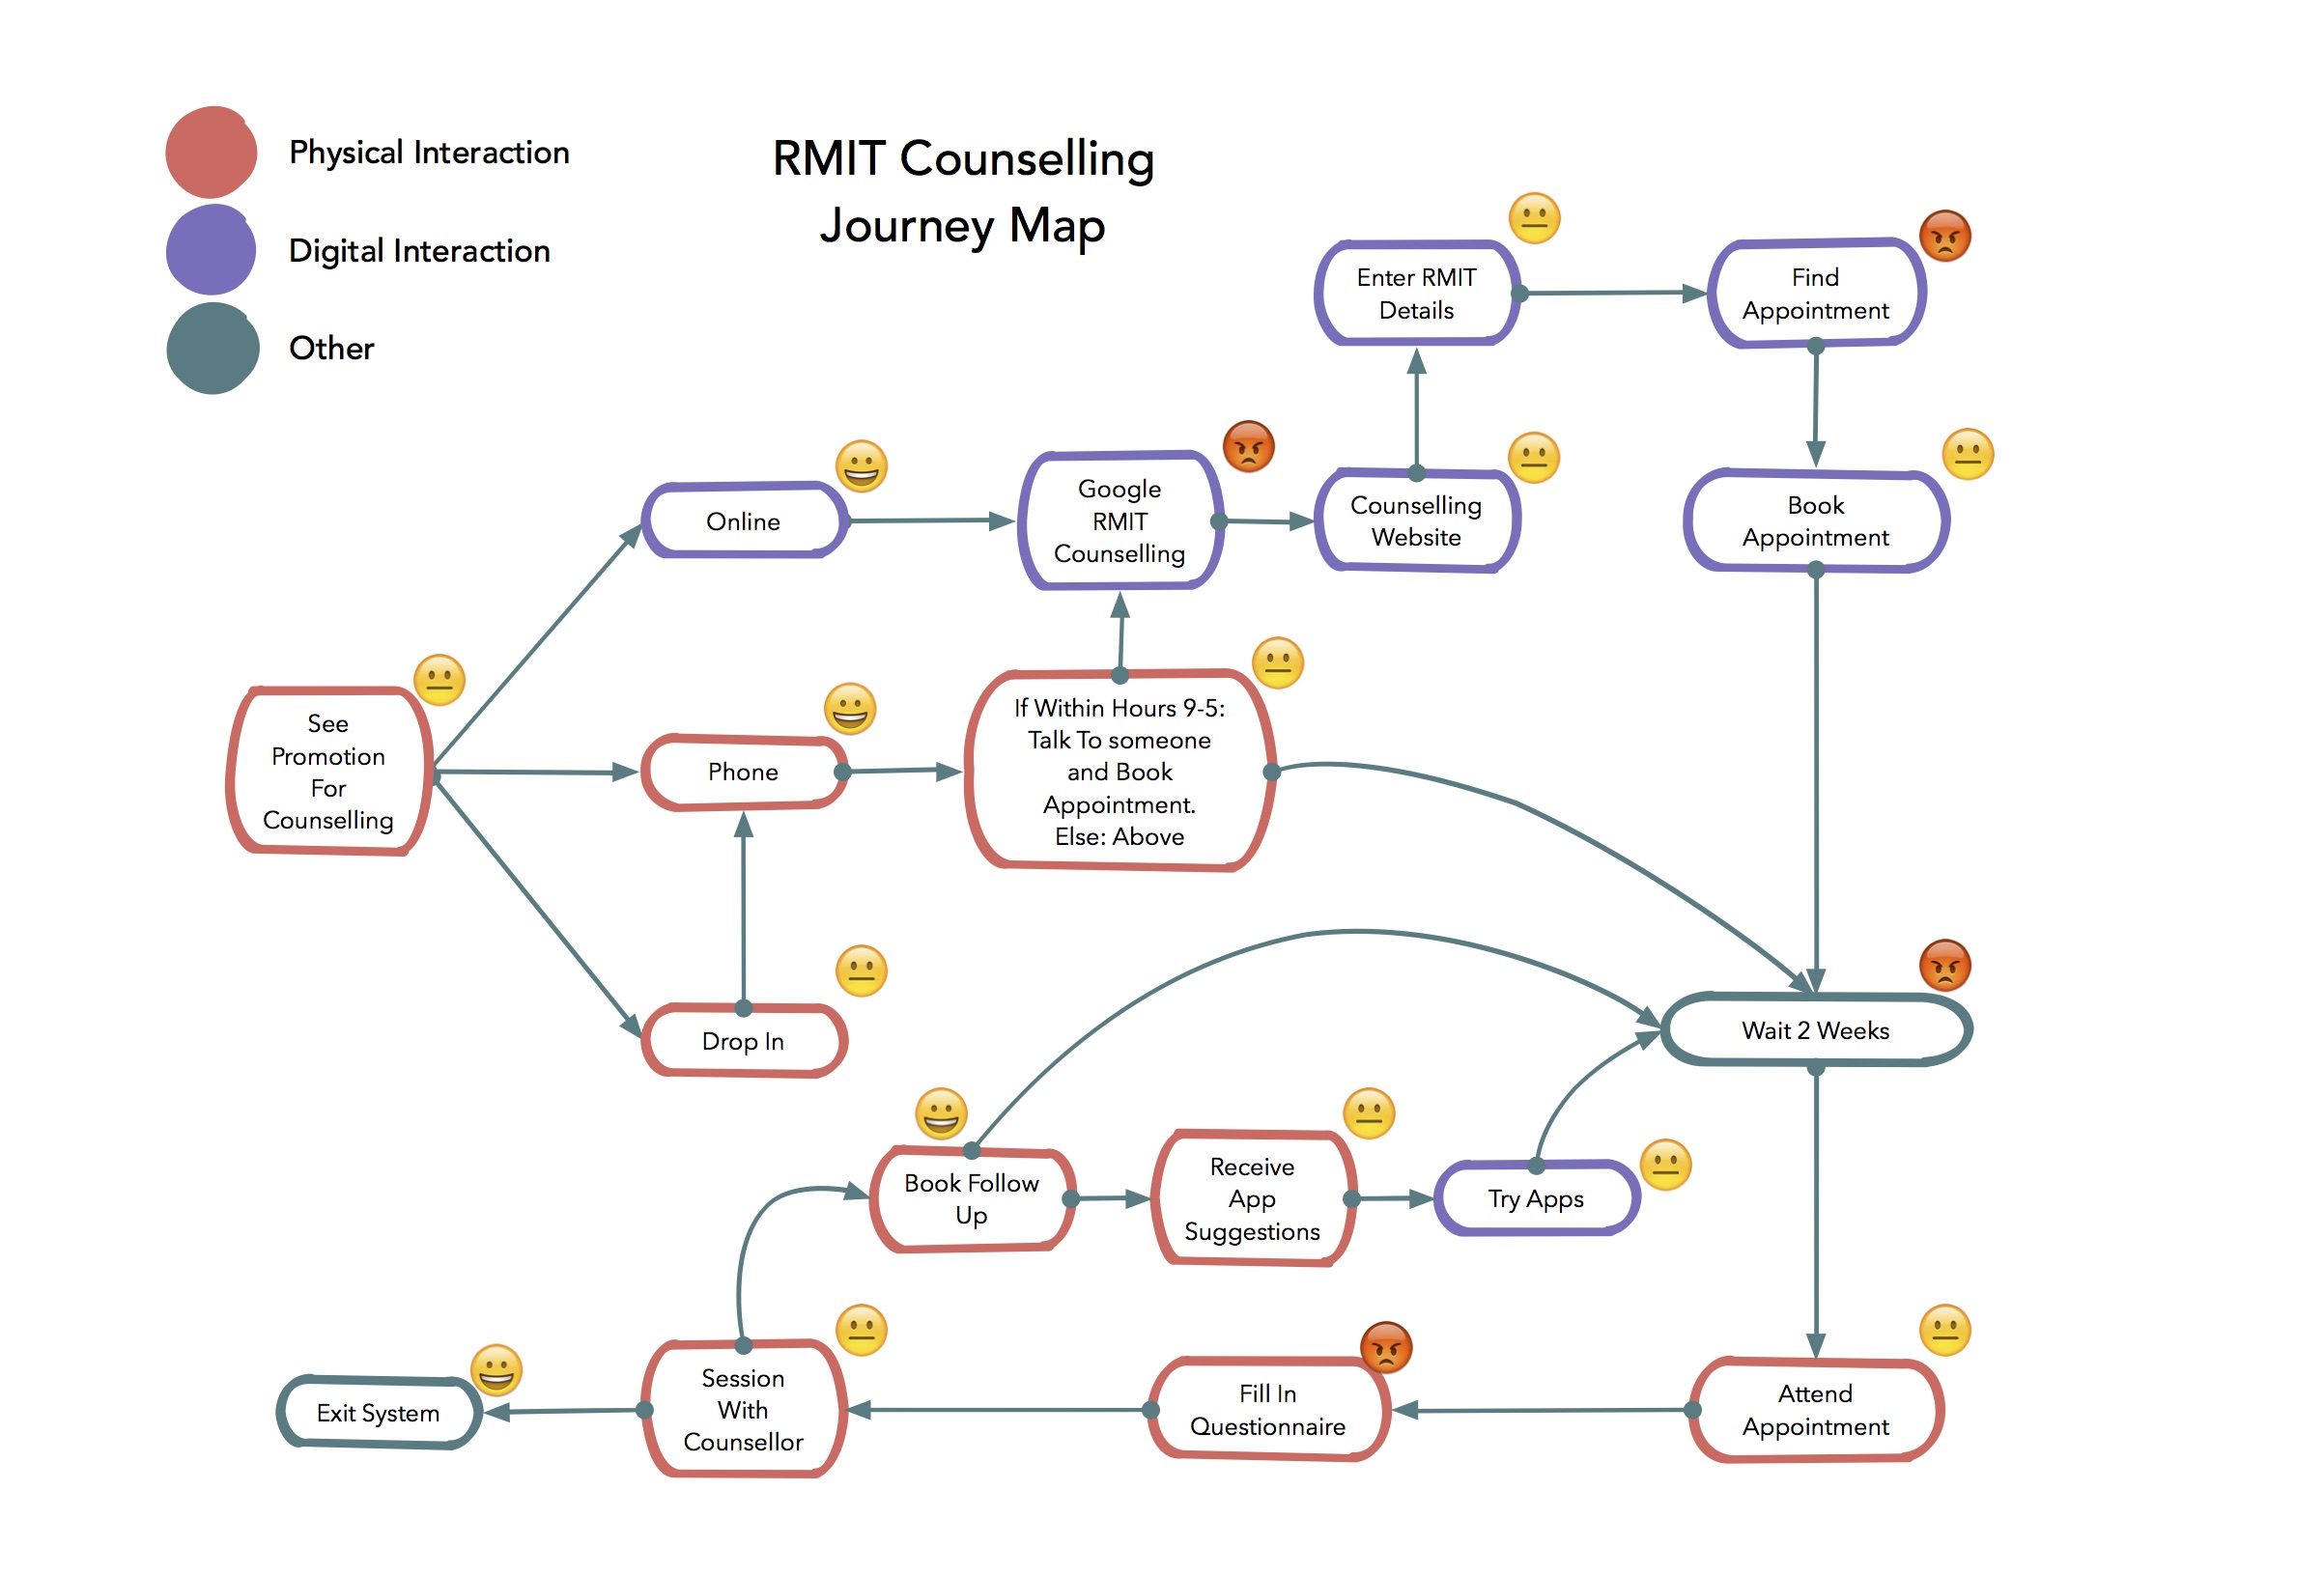 Physical Interaction
Digital Interaction
Other
RMIT Counselling
Journey Map
Enter RMIT
Details
Find
Appointment
Online
Google
RMIT
Counselling
Counselling
Website
Book
Appointment
See
Promotion
For
Counselling
Phone
If Within Hours 9-5:
Talk To someone
and Book
Appointment.
Else: Above
Drop In
Wait 2 Weeks
Book Follow
Up
Receive
App
Suggestions
Try Apps
Exit System
Session
With
Counsellor
Fill In
Questionnaire
Attend
Appointment